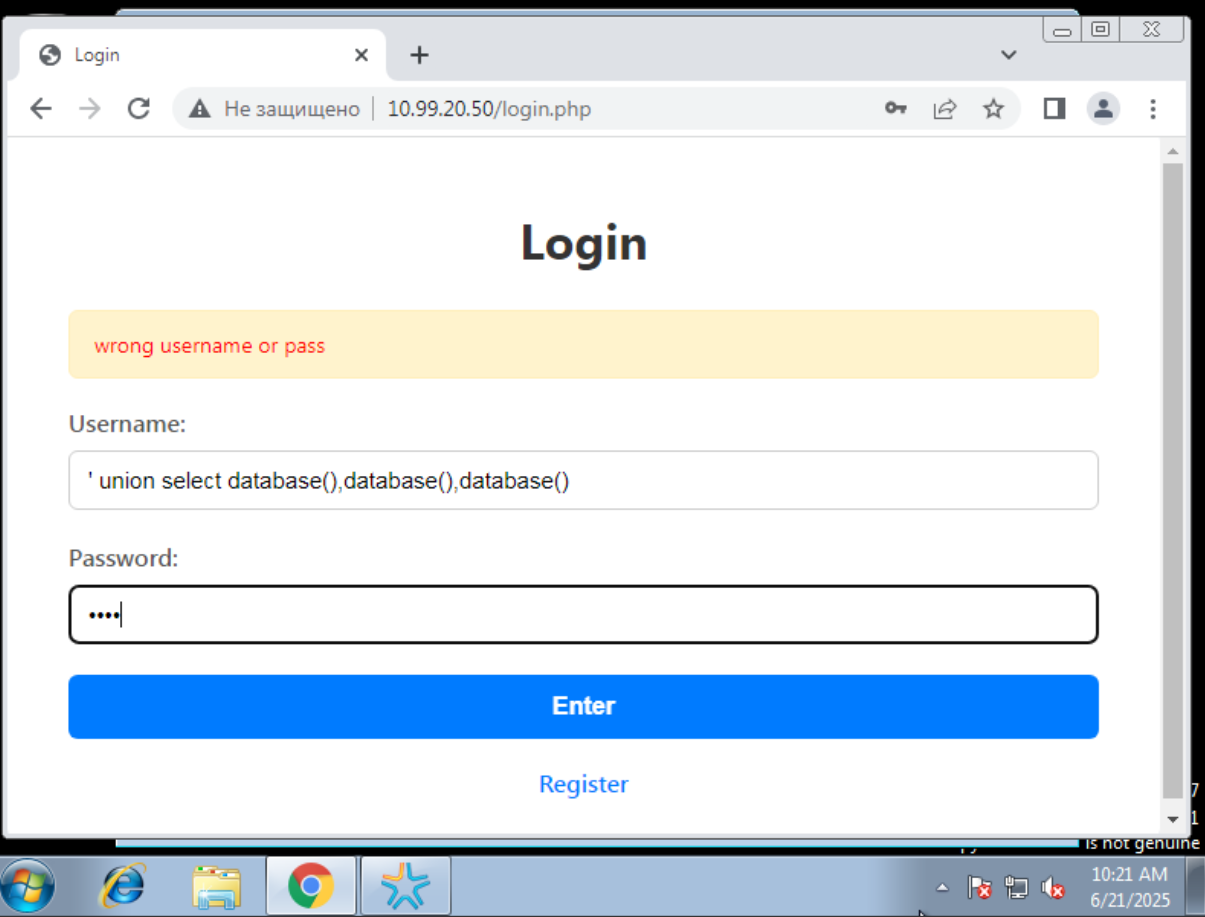 Login
Не защищено 10.99.20.50/login.php
Login
wrong username or pass
Username:
' union select database(),database(),database()
Password:
••••
Enter
Register
7
1
is not genuine
10:21 AM
6/21/2025